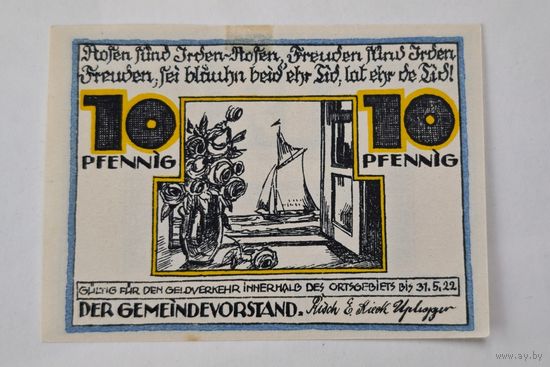 Rosen sünd Irden-Rosen, Freuden sünd Irden
Freuden, sei bläuhn beid' ehr Tid, lat ehr de Tid!
10 10
PFENNIG PFENNIG
GÜLTIG FÜR DEN GELDVERKEHR INNERHALB DES ORTSGEBIETS BIS 31.5.22
DER GEMEINDEVORSTAND.
ay.by